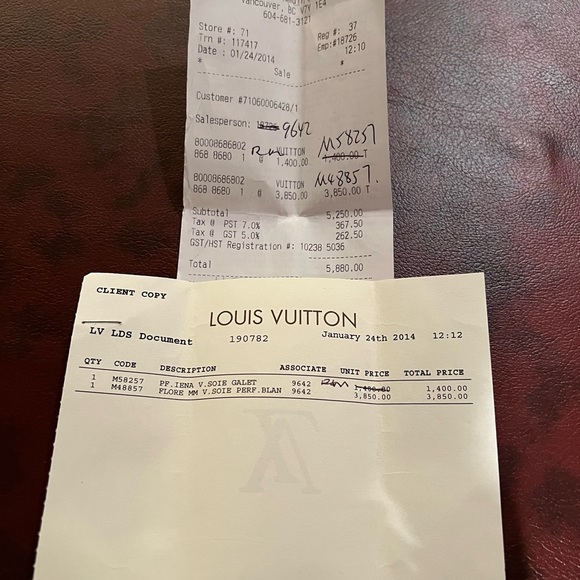 Vancouver, BC V7Y 1E4
604-681-3121
Store #: 71 Reg #: 37
Trn #: 117417 Emp:#18726
Date : 01/24/2014 12:10
* Sale *
Customer #71060006428/1
Salesperson: 9642
80008686802 VUITTON M58257
868 8680 1 @ 1,400.00 1,400.00 T
80008686802 VUITTON M48857.
868 8680 1 @ 3,850.00 3,850.00 T
Subtotal 5,250.00
Tax @ PST 7.0% 367.50
Tax @ GST 5.0% 262.50
GST/HST Registration #: 10238 5036
Total 5,880.00
CLIENT COPY
LOUIS VUITTON
LV LDS Document 190782 January 24th 2014 12:12
QTY CODE DESCRIPTION ASSOCIATE UNIT PRICE TOTAL PRICE
1 M58257 PF.IENA V.SOIE GALET 9642 1,400.00 1,400.00
1 M48857 FLORE MM V.SOIE PERF.BLAN 9642 3,850.00 3,850.00